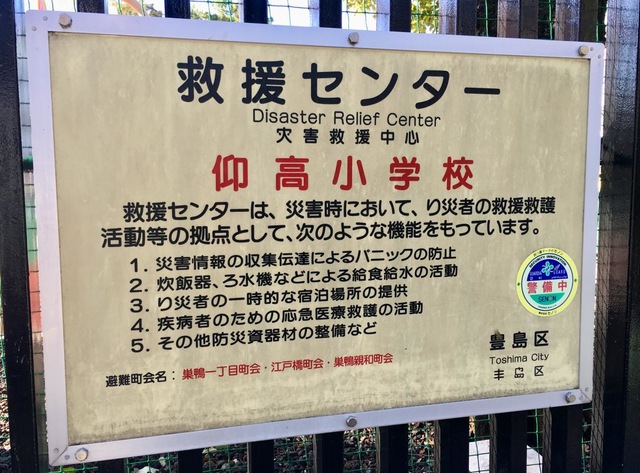 救援センター
Disaster Relief Center
灾害救援中心
仰高小学校
救援センターは、災害時において、り災者の救援救護
活動等の拠点として、次のような機能をもっています。
1. 災害情報の収集伝達によるパニックの防止
2. 炊飯器、ろ水機などによる給食給水の活動
3. り災者の一時的な宿泊場所の提供
4. 疾病者のための応急医療救護の活動
5. その他防災資器材の整備など
避難町会名：巣鴨一丁目町会・江戸橋町会・巣鴨親和町会
警備中
SENON
豊島区
Toshima City
丰岛区